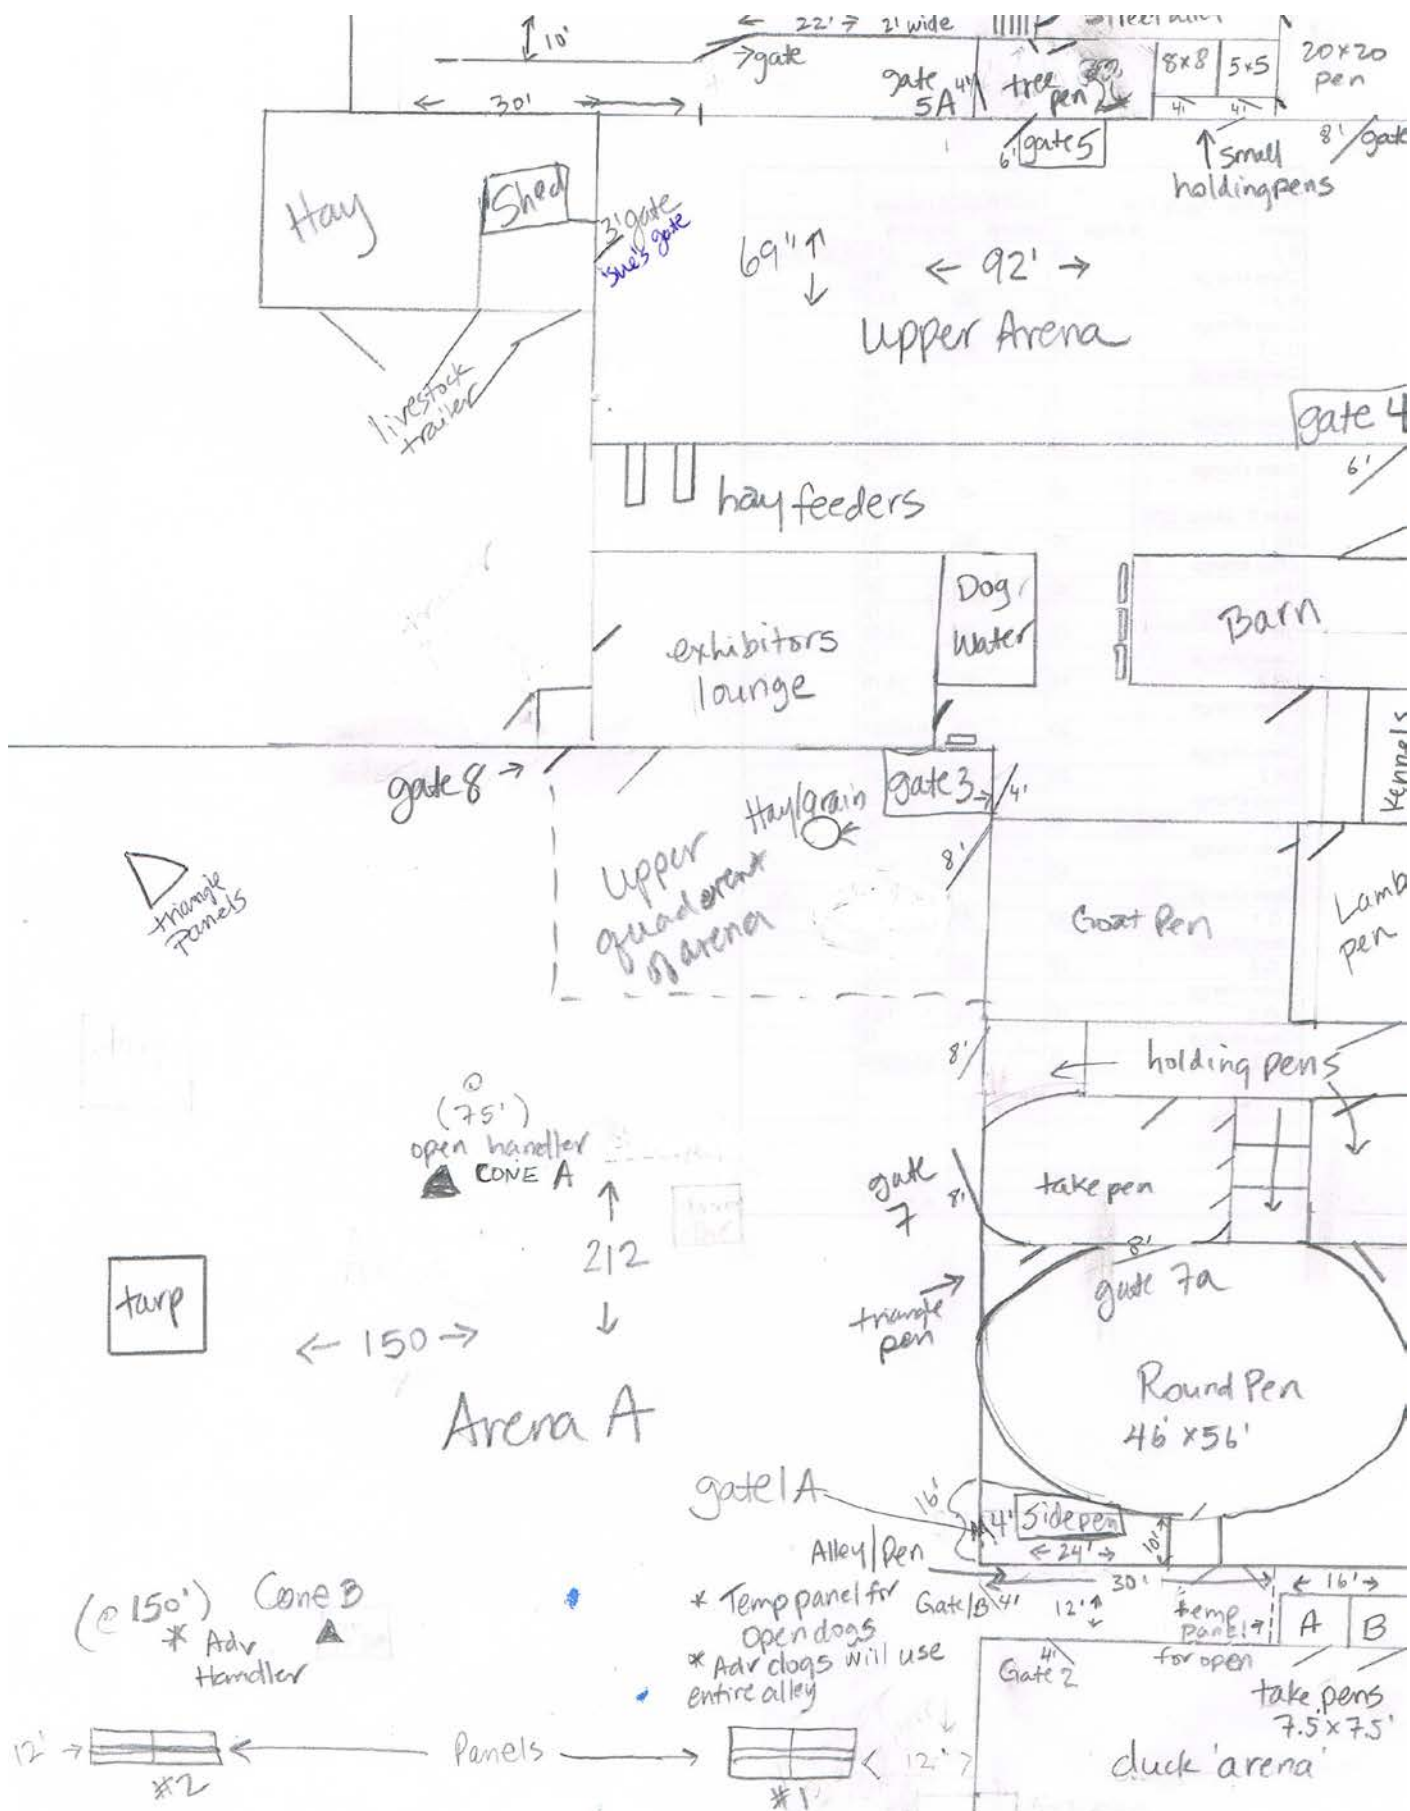 10'
22'
2' wide
gate
gate
5A
4'
tree
pen
8x8
5x5
20x20
pen
4'
4'
30'
6'
gate 5
small
holding pens
8'
gate
Hay
Shed
3' gate
'sue's gate
69"
92'
Upper Arena
livestock
trailer
gate 4
6'
hay feeders
Dog
Water
Barn
exhibitors
lounge
Kennels
gate 8
gate 3
4'
Hay/grain
8'
Upper
quaderent
of arena
triangle
panels
Goat Pen
Lamb
pen
8'
holding pens
@
(75')
open handler
CONE A
gate
7
8'
take pen
212
8'
gate 7a
tarp
triangle
pen
150
Round Pen
46' x 56'
Arena A
gate 1A
16'
4'
Side pen
24'
10'
Alley/Pen
30'
16'
(@ 150')
* Adv
Handler
Cone B
* Temp panel for
open dogs
* Adv dogs will use
entire alley
Gate 1B
4'
12'
temp
panel
for open
A
B
Gate 2
4'
take pens
7.5' x 7.5'
12'
Panels
12'
#2
#1
duck 'arena'